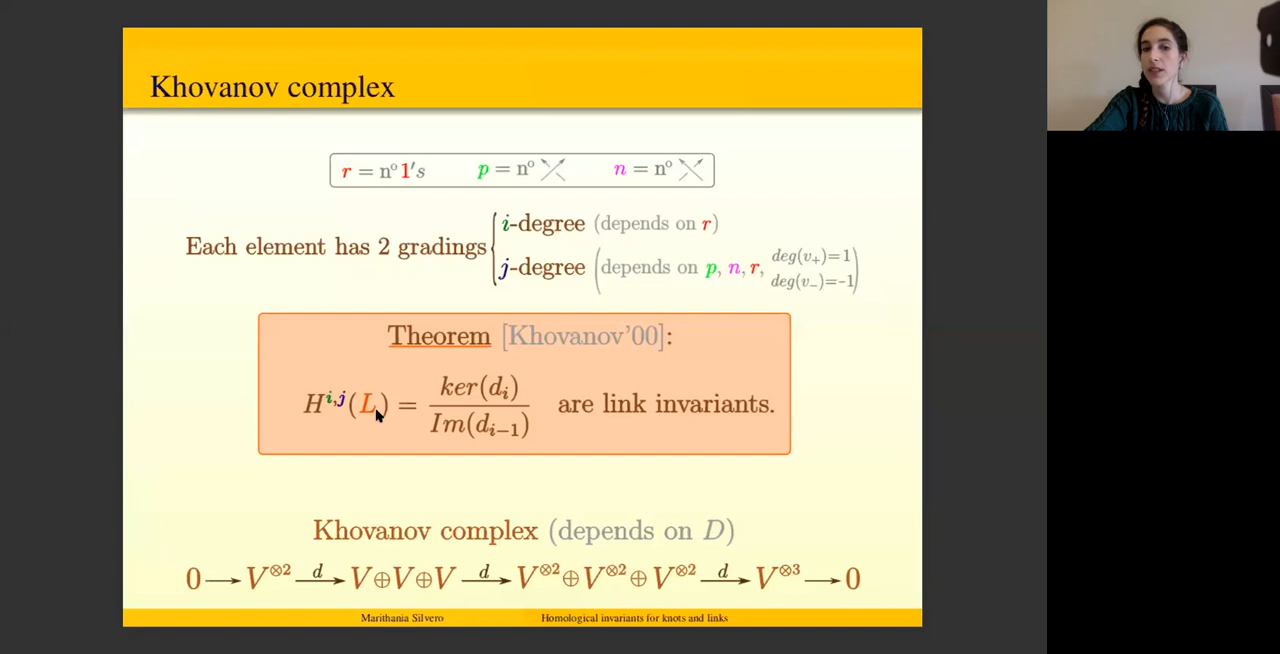 Khovanov complex
r = nº 1's p = nº n = nº
Each element has 2 gradings
i-degree (depends on r)
j-degree (depends on p, n, r, deg(v₊)=1 deg(v₋)=-1)
Theorem [Khovanov'00]:
H^{i,j}(L) = ker(d_i) / Im(d_{i-1}) are link invariants.
Khovanov complex (depends on D)
0 → V^{⊗2} →^{d} V⊕V⊕V →^{d} V^{⊗2}⊕V^{⊗2}⊕V^{⊗2} →^{d} V^{⊗3} → 0
Marithania Silvero Homological invariants for knots and links